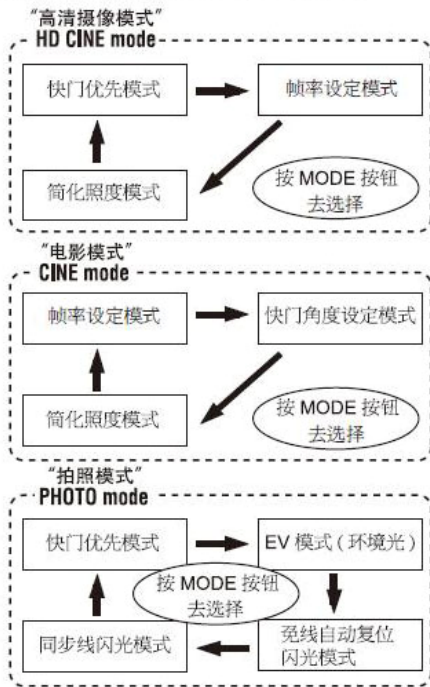 “高清摄像模式”
HD CINE mode
快门优先模式
帧率设定模式
简化照度模式
按 MODE 按钮
去选择
“电影模式”
CINE mode
帧率设定模式
快门角度设定模式
简化照度模式
按 MODE 按钮
去选择
“拍照模式”
PHOTO mode
快门优先模式
EV 模式(环境光)
按 MODE 按钮
去选择
同步线闪光模式
免线自动复位
闪光模式